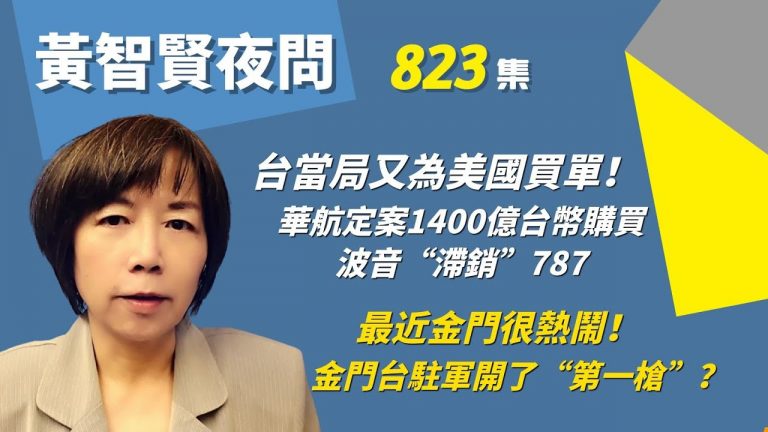 黃智賢夜問 823集
台當局又為美國買單！
華航定案1400億台幣購買
波音“滯銷”787
最近金門很熱鬧！
金門台駐軍開了“第一槍”？